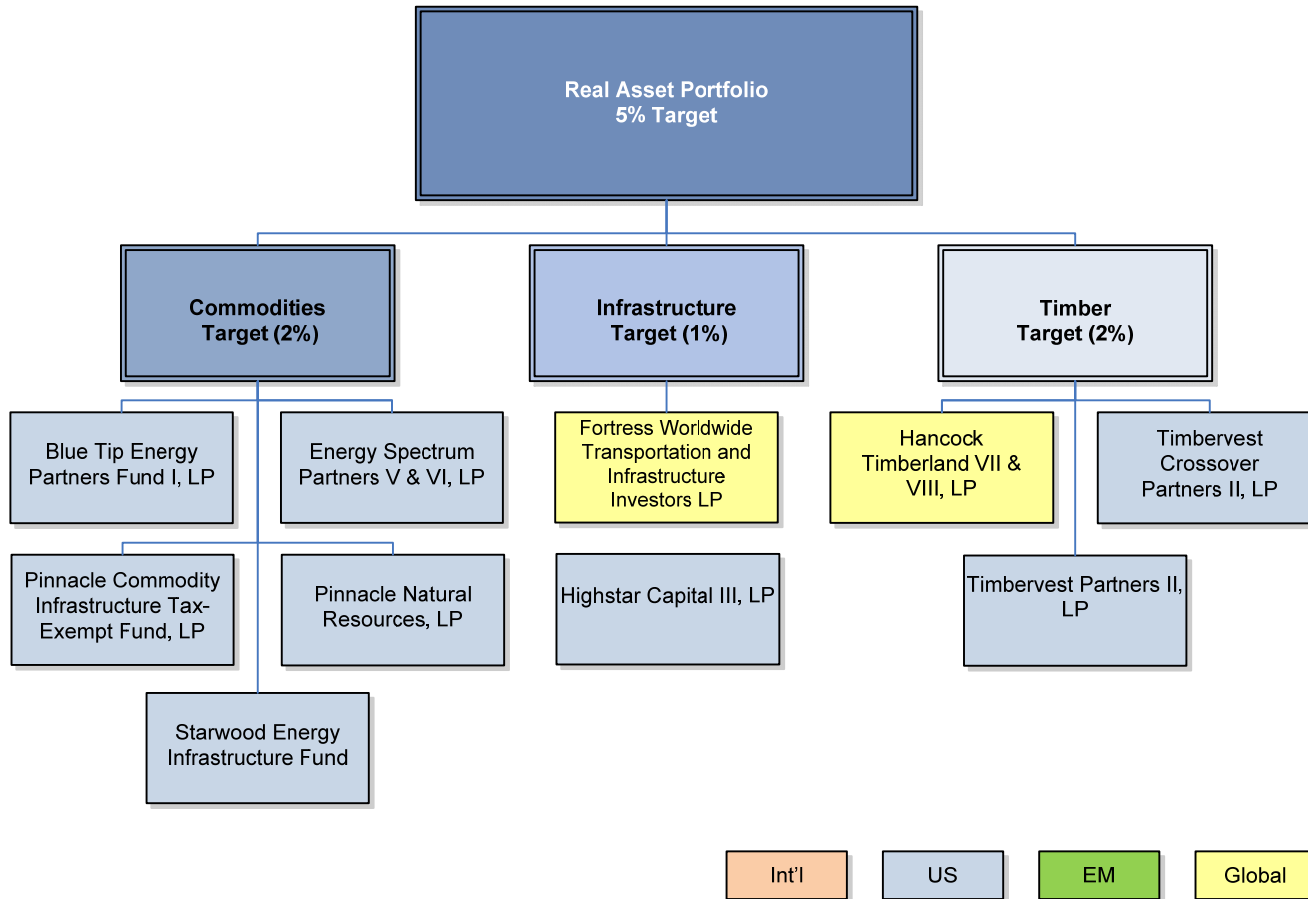 Real Asset Portfolio
5% Target
Commodities
Target (2%)
Infrastructure
Target (1%)
Timber
Target (2%)
Blue Tip Energy
Partners Fund I, LP
Energy Spectrum
Partners V & VI, LP
Fortress Worldwide
Transportation and
Infrastructure
Investors LP
Hancock
Timberland VII &
VIII, LP
Timbervest
Crossover
Partners II, LP
Pinnacle Commodity
Infrastructure Tax-
Exempt Fund, LP
Pinnacle Natural
Resources, LP
Highstar Capital III, LP
Timbervest Partners II,
LP
Starwood Energy
Infrastructure Fund
Int'l
US
EM
Global